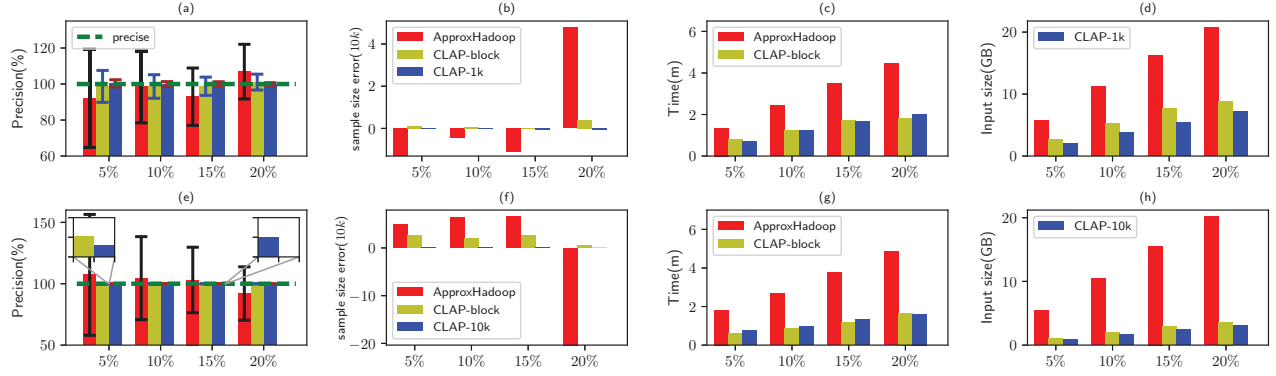 (a)
Precision(%)
120
100
80
60
precise
5%
10%
15%
20%
(b)
sample size error(10k)
4
2
0
ApproxHadoop
CLAP-block
CLAP-1k
5%
10%
15%
20%
(c)
Time(m)
6
4
2
0
ApproxHadoop
CLAP-block
5%
10%
15%
20%
(d)
Input size(GB)
20
10
0
CLAP-1k
5%
10%
15%
20%
(e)
Precision(%)
150
100
50
5%
10%
15%
20%
(f)
sample size error(10k)
0
−10
−20
ApproxHadoop
CLAP-block
CLAP-10k
5%
10%
15%
20%
(g)
Time(m)
6
4
2
0
ApproxHadoop
CLAP-block
5%
10%
15%
20%
(h)
Input size(GB)
20
10
0
CLAP-10k
5%
10%
15%
20%